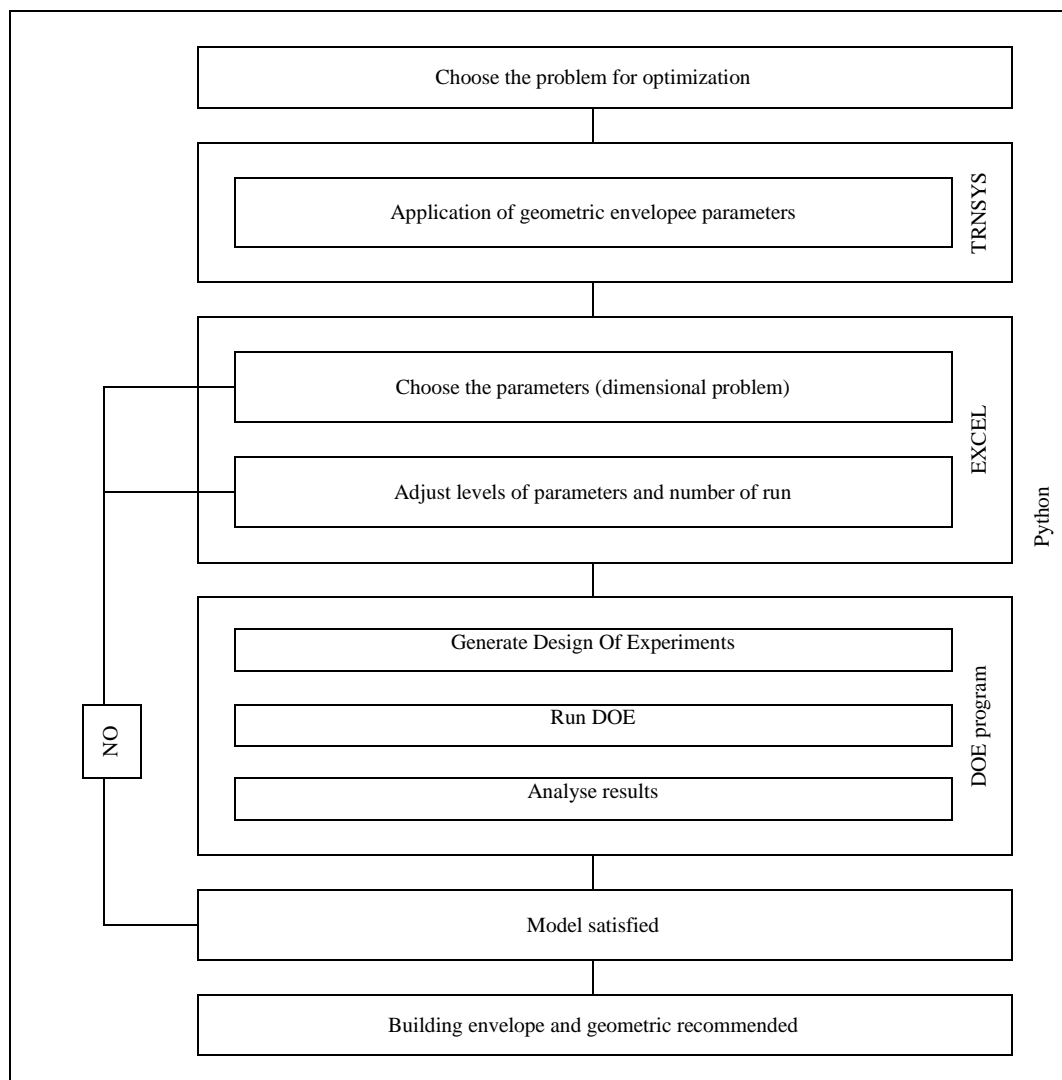 Choose the problem for optimization
Application of geometric envelopee parameters
TRNSYS
Choose the parameters (dimensional problem)
Adjust levels of parameters and number of run
EXCEL
Python
Generate Design Of Experiments
Run DOE
Analyse results
DOE program
NO
Model satisfied
Building envelope and geometric recommended